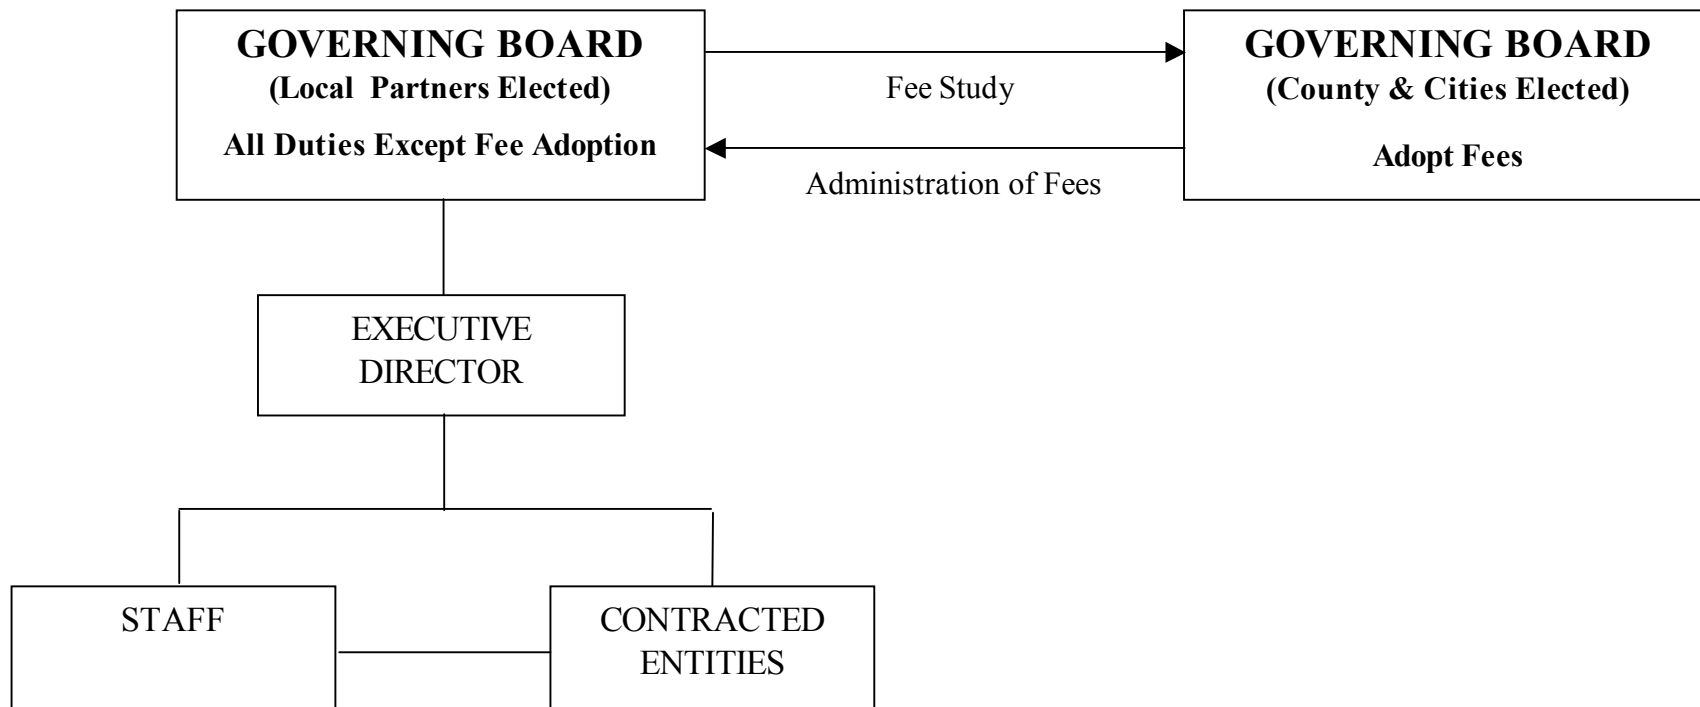 GOVERNING BOARD
(Local Partners Elected)
All Duties Except Fee Adoption
Fee Study
Administration of Fees
GOVERNING BOARD
(County & Cities Elected)
Adopt Fees
EXECUTIVE
DIRECTOR
STAFF
CONTRACTED
ENTITIES